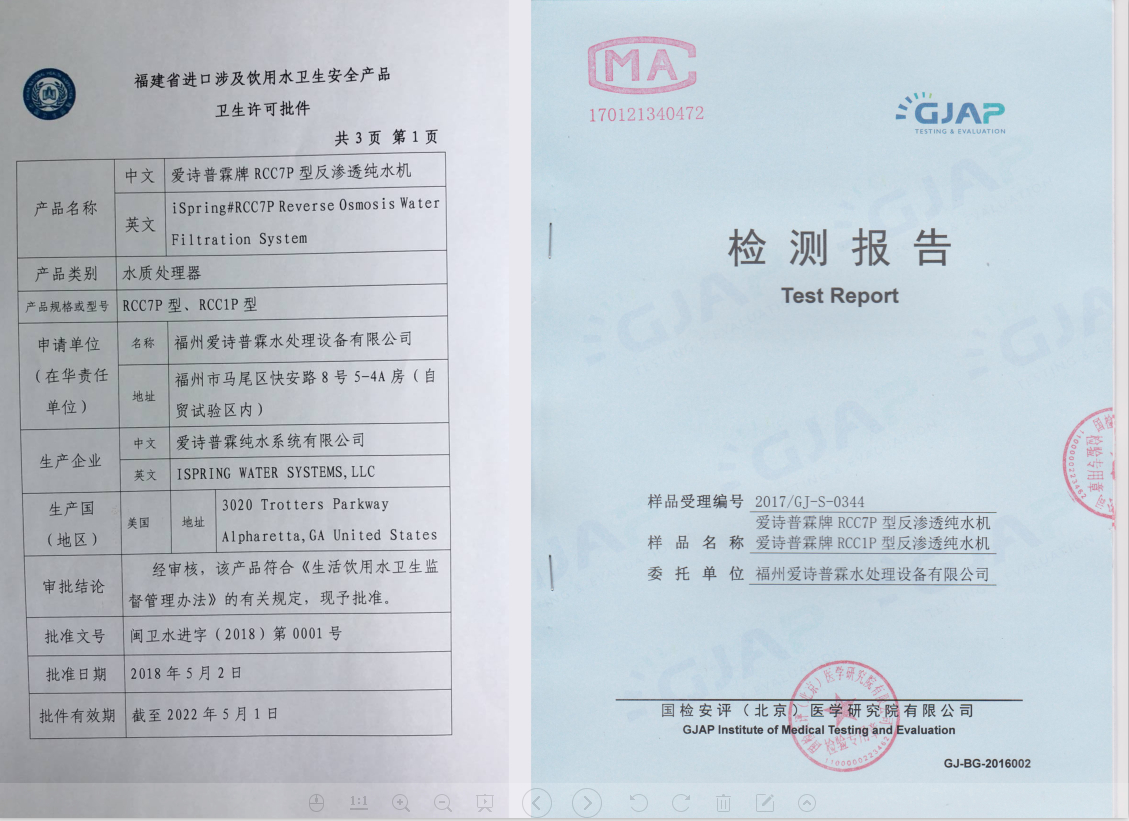 福建省进口涉及饮用水卫生安全产品
卫生许可批件
共 3 页 第 1 页
产品名称
中文
爱诗普霖牌 RCC7P 型反渗透纯水机
英文
iSpring#RCC7P Reverse Osmosis Water
Filtration System
产品类别
水质处理器
产品规格或型号
RCC7P 型、RCC1P 型
申请单位
（在华责任
单位）
名称
福州爱诗普霖水处理设备有限公司
地址
福州市马尾区快安路 8 号 5-4A 房（自
贸试验区内）
生产企业
中文
爱诗普霖纯水系统有限公司
英文
ISPRING WATER SYSTEMS,LLC
生产国
（地区）
美国
地址
3020 Trotters Parkway
Alpharetta,GA United States
审批结论
经审核，该产品符合《生活饮用水卫生监
督管理办法》的有关规定，现予批准。
批准文号
闽卫水进字（2018）第 0001 号
批准日期
2018 年 5 月 2 日
批件有效期
截至 2022 年 5 月 1 日
MA
170121340472
GJAP
TESTING & EVALUATION
检测报告
Test Report
样品受理编号 2017/GJ-S-0344
爱诗普霖牌 RCC7P 型反渗透纯水机
样品名称 爱诗普霖牌 RCC1P 型反渗透纯水机
委托单位 福州爱诗普霖水处理设备有限公司
国检安评（北京）医学研究院有限公司
GJAP Institute of Medical Testing and Evaluation
检验专用章
1100000223462
GJ-BG-2016002
1:1